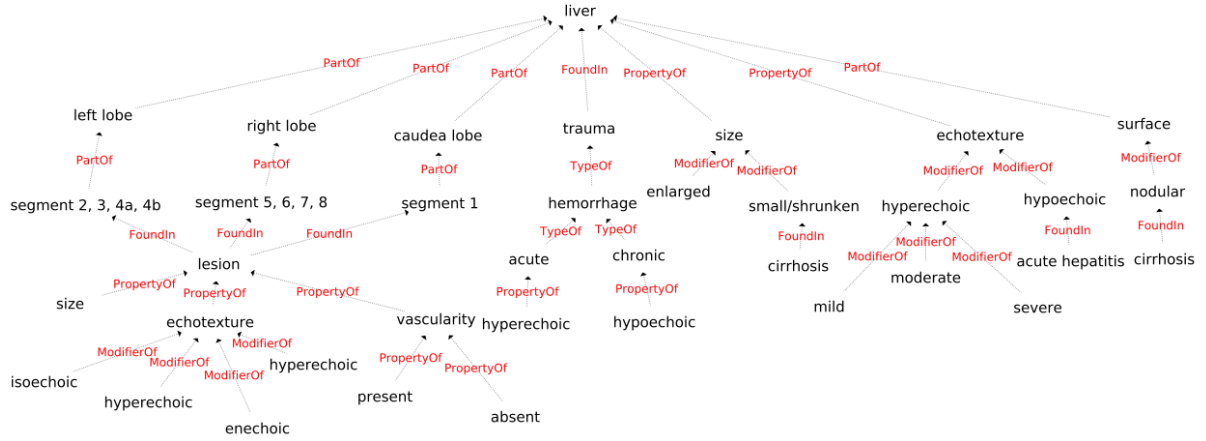 liver
PartOf
PartOf
PartOf
FoundIn
PropertyOf
PropertyOf
PartOf
left lobe
right lobe
caudea lobe
trauma
size
echotexture
surface
PartOf
PartOf
PartOf
TypeOf
ModifierOf
ModifierOf
ModifierOf
ModifierOf
ModifierOf
segment 2, 3, 4a, 4b
segment 5, 6, 7, 8
segment 1
hemorrhage
enlarged
small/shrunken
hyperechoic
hypoechoic
nodular
FoundIn
FoundIn
FoundIn
TypeOf
TypeOf
FoundIn
ModifierOf
ModifierOf
ModifierOf
FoundIn
FoundIn
lesion
acute
chronic
cirrhosis
moderate
acute hepatitis
cirrhosis
PropertyOf
PropertyOf
PropertyOf
PropertyOf
PropertyOf
size
echotexture
vascularity
hyperechoic
hypoechoic
mild
severe
ModifierOf
ModifierOf
ModifierOf
ModifierOf
PropertyOf
PropertyOf
isoechoic
hyperechoic
enechoic
hyperechoic
present
absent